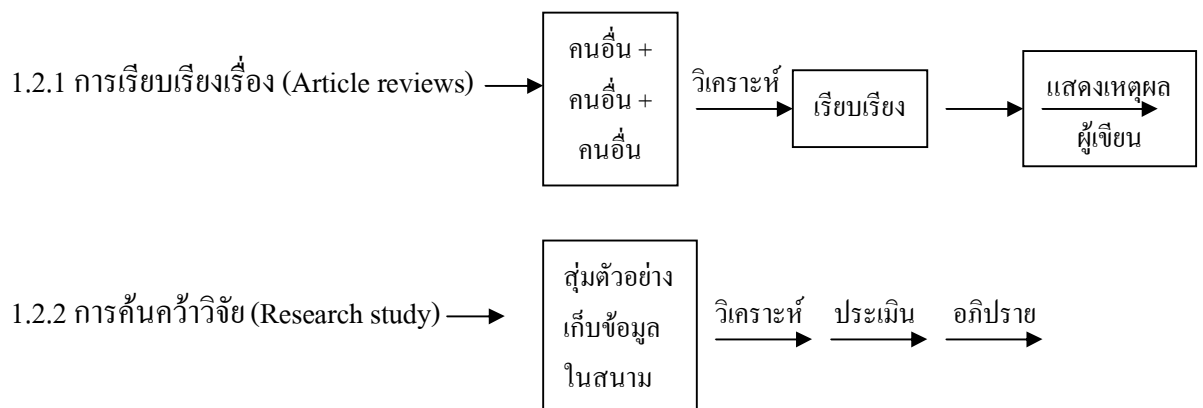 1.2.1 การเรียบเรียงเรื่อง (Article reviews)
คนอื่น +
คนอื่น +
คนอื่น
วิเคราะห์
เรียบเรียง
แสดงเหตุผล
ผู้เขียน
1.2.2 การค้นคว้าวิจัย (Research study)
สุ่มตัวอย่าง
เก็บข้อมูล
ในสนาม
วิเคราะห์
ประเมิน
อภิปราย